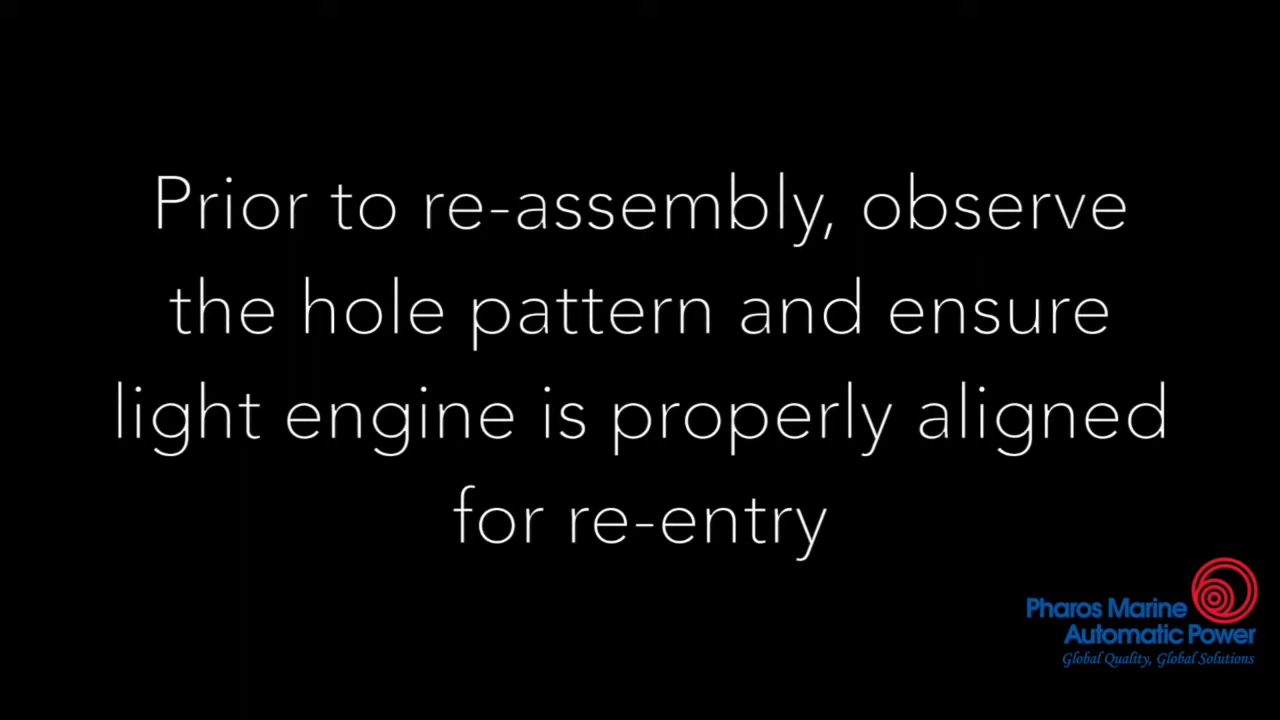 Prior to re-assembly, observe
the hole pattern and ensure
light engine is properly aligned
for re-entry
Pharos Marine
Automatic Power
Global Quality, Global Solutions